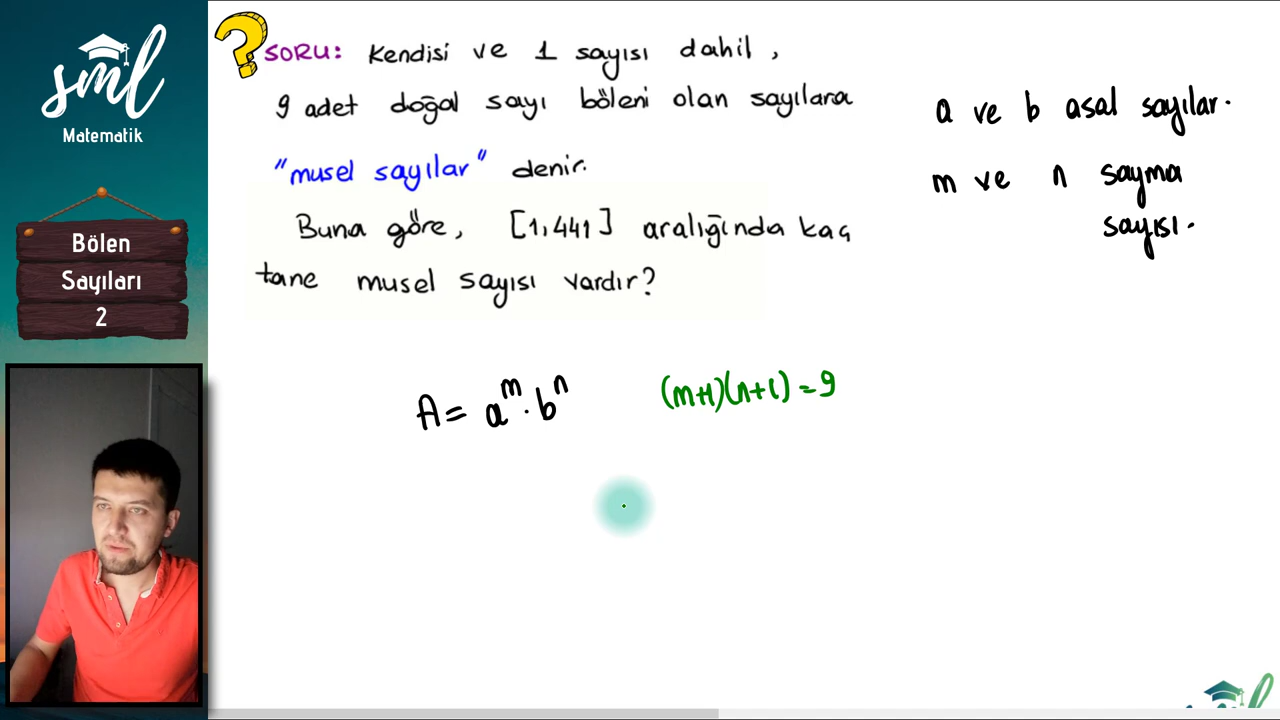 sml
Matematik
Bölen
Sayıları
2
SORU: Kendisi ve 1 sayısı dahil,
9 adet doğal sayı böleni olan sayılara
"musel sayılar" denir.
Buna göre, [1,441] aralığında kaç
tane musel sayısı vardır?
a ve b asal sayılar.
m ve n sayma
sayısı.
A = a^m . b^n
(m+1)(n+1) = 9